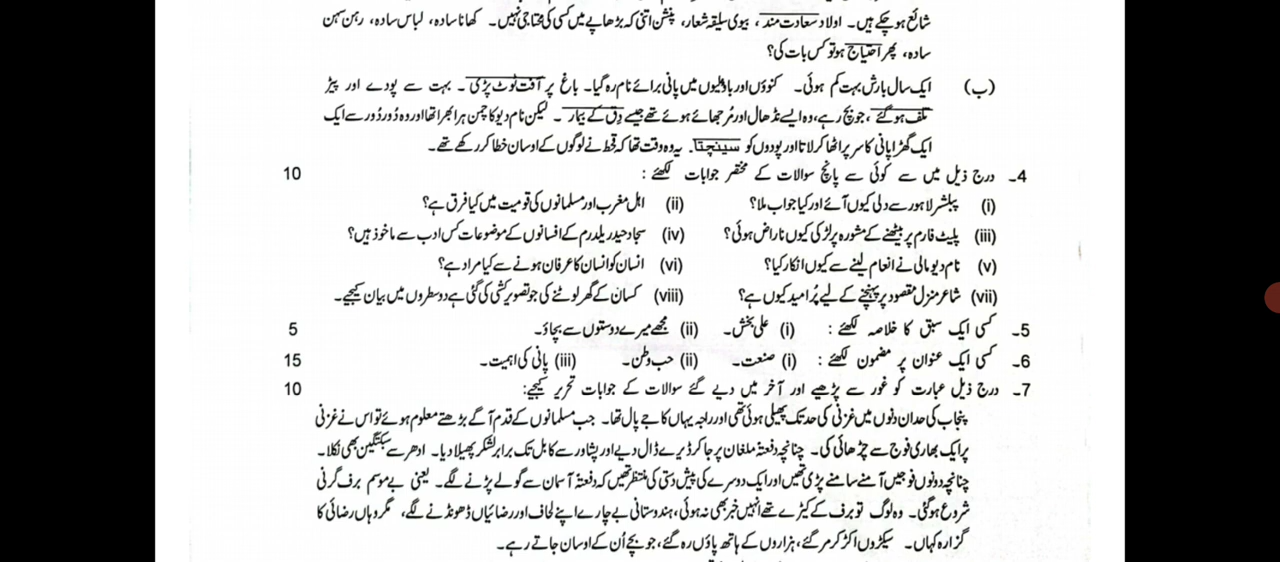 شائع ہوچکے ہیں۔ اولاد سعادت مند، بیوی سلیقہ شعار، پنشن اتنی کہ بڑھاپے میں کسی کی محتاجی نہیں۔ کھانا سادہ، لباس سادہ، رہن سہن
سادہ، پھر احتیاج ہو تو کس بات کی؟
(ب) ایک سال بارش بہت کم ہوئی۔ کنوؤں اور باؤلیوں میں پانی برائے نام رہ گیا۔ باغ پر آفت ٹوٹ پڑی۔ بہت سے پودے اور پیڑ
تلف ہوگئے، جو بچ رہے، وہ ایسے نڈھال اور مُرجھائے ہوئے تھے جیسے دِق کے بیمار۔ لیکن نام دیو کا چمن ہرا بھرا تھا اور وہ دُور دُور سے ایک
ایک گھڑا پانی کا سر پر اٹھا کر لاتا اور پودوں کو سینچتا۔ یہ وہ وقت تھا کہ قحط نے لوگوں کے اوسان خطا کر رکھے تھے۔
4۔ درج ذیل میں سے کوئی سے پانچ سوالات کے مختصر جوابات لکھئے : 10
(i) پبلشر لاہور سے دلی کیوں آئے اور کیا جواب ملا؟ (ii) اہل مغرب اور مسلمانوں کی قومیت میں کیا فرق ہے؟
(iii) پلیٹ فارم پر بیٹھنے کے مشورہ پر لڑکی کیوں ناراض ہوئی؟ (iv) سجاد حیدر یلدرم کے افسانوں کے موضوعات کس ادب سے ماخوذ ہیں؟
(v) نام دیو مالی نے انعام لینے سے کیوں انکار کیا؟ (vi) انسان کو انسان کا عرفان ہونے سے کیا مراد ہے؟
(vii) شاعر منزل مقصود پر پہنچنے کے لیے پُر امید کیوں ہے؟ (viii) کسان کے گھر لوٹنے کی جو تصویر کشی کی گئی ہے دو سطروں میں بیان کیجیے۔
5۔ کسی ایک سبق کا خلاصہ لکھئے : (i) علی بخش۔ (ii) مجھے میرے دوستوں سے بچاؤ۔ 5
6۔ کسی ایک عنوان پر مضمون لکھئے : (i) صنعت۔ (ii) حب وطن۔ (iii) پانی کی اہمیت۔ 15
7۔ درج ذیل عبارت کو غور سے پڑھیے اور آخر میں دیے گئے سوالات کے جوابات تحریر کیجیے: 10
پنجاب کی حد ان دنوں میں غزنی کی حد تک پھیلی ہوئی تھی اور راجہ یہاں کا جے پال تھا۔ جب مسلمانوں کے قدم آگے بڑھتے معلوم ہوئے تو اس نے غزنی
پر ایک بھاری فوج سے چڑھائی کی۔ چنانچہ دفعتۃ ملغان پر جا کر ڈیرے ڈال دیے اور پشاور سے کابل تک برابر لشکر پھیلا دیا۔ ادھر سے سبکتگین بھی نکلا۔
چنانچہ دونوں فوجیں آمنے سامنے پڑی تھیں اور ایک دوسرے کی پیش دستی کی منتظر تھیں کہ دفعتۃ آسمان سے گولے پڑنے لگے۔ یعنی بے موسم برف گرنی
شروع ہوگئی۔ وہ لوگ تو برف کے کیڑے تھے انہیں خبر بھی نہ ہوئی، ہندوستانی بے چارے اپنے لحاف اور رضائیاں ڈھونڈنے لگے، مگر وہاں رضائی کا
گزارہ کہاں۔ سیکڑوں اکڑ کر مر گئے، ہزاروں کے ہاتھ پاؤں رہ گئے، جو بچے اُن کے اوسان جاتے رہے۔